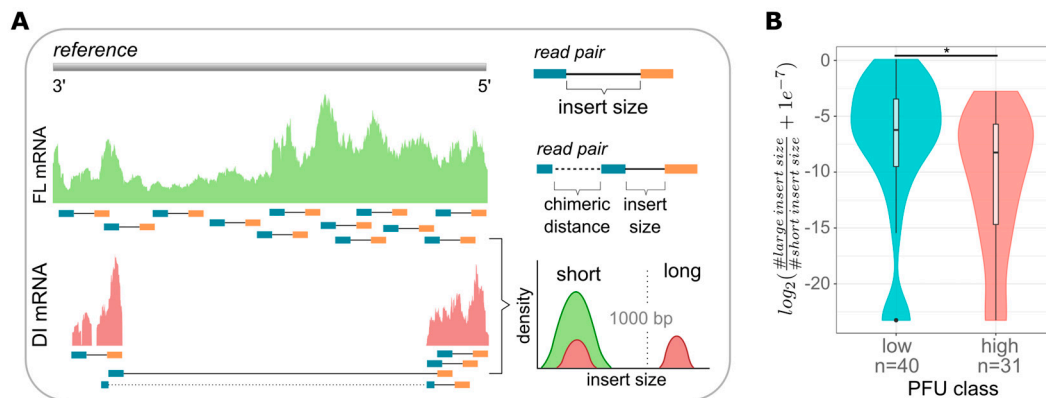 A
reference
3'
5'
FL mRNA
DI mRNA
read pair
insert size
read pair
chimeric
distance
insert
size
short
long
1000 bp
density
insert size
B
*
log₂(#large insert size / #short insert size + 1e⁻⁷)
0
-5
-10
-15
-20
low
n=40
high
n=31
PFU class